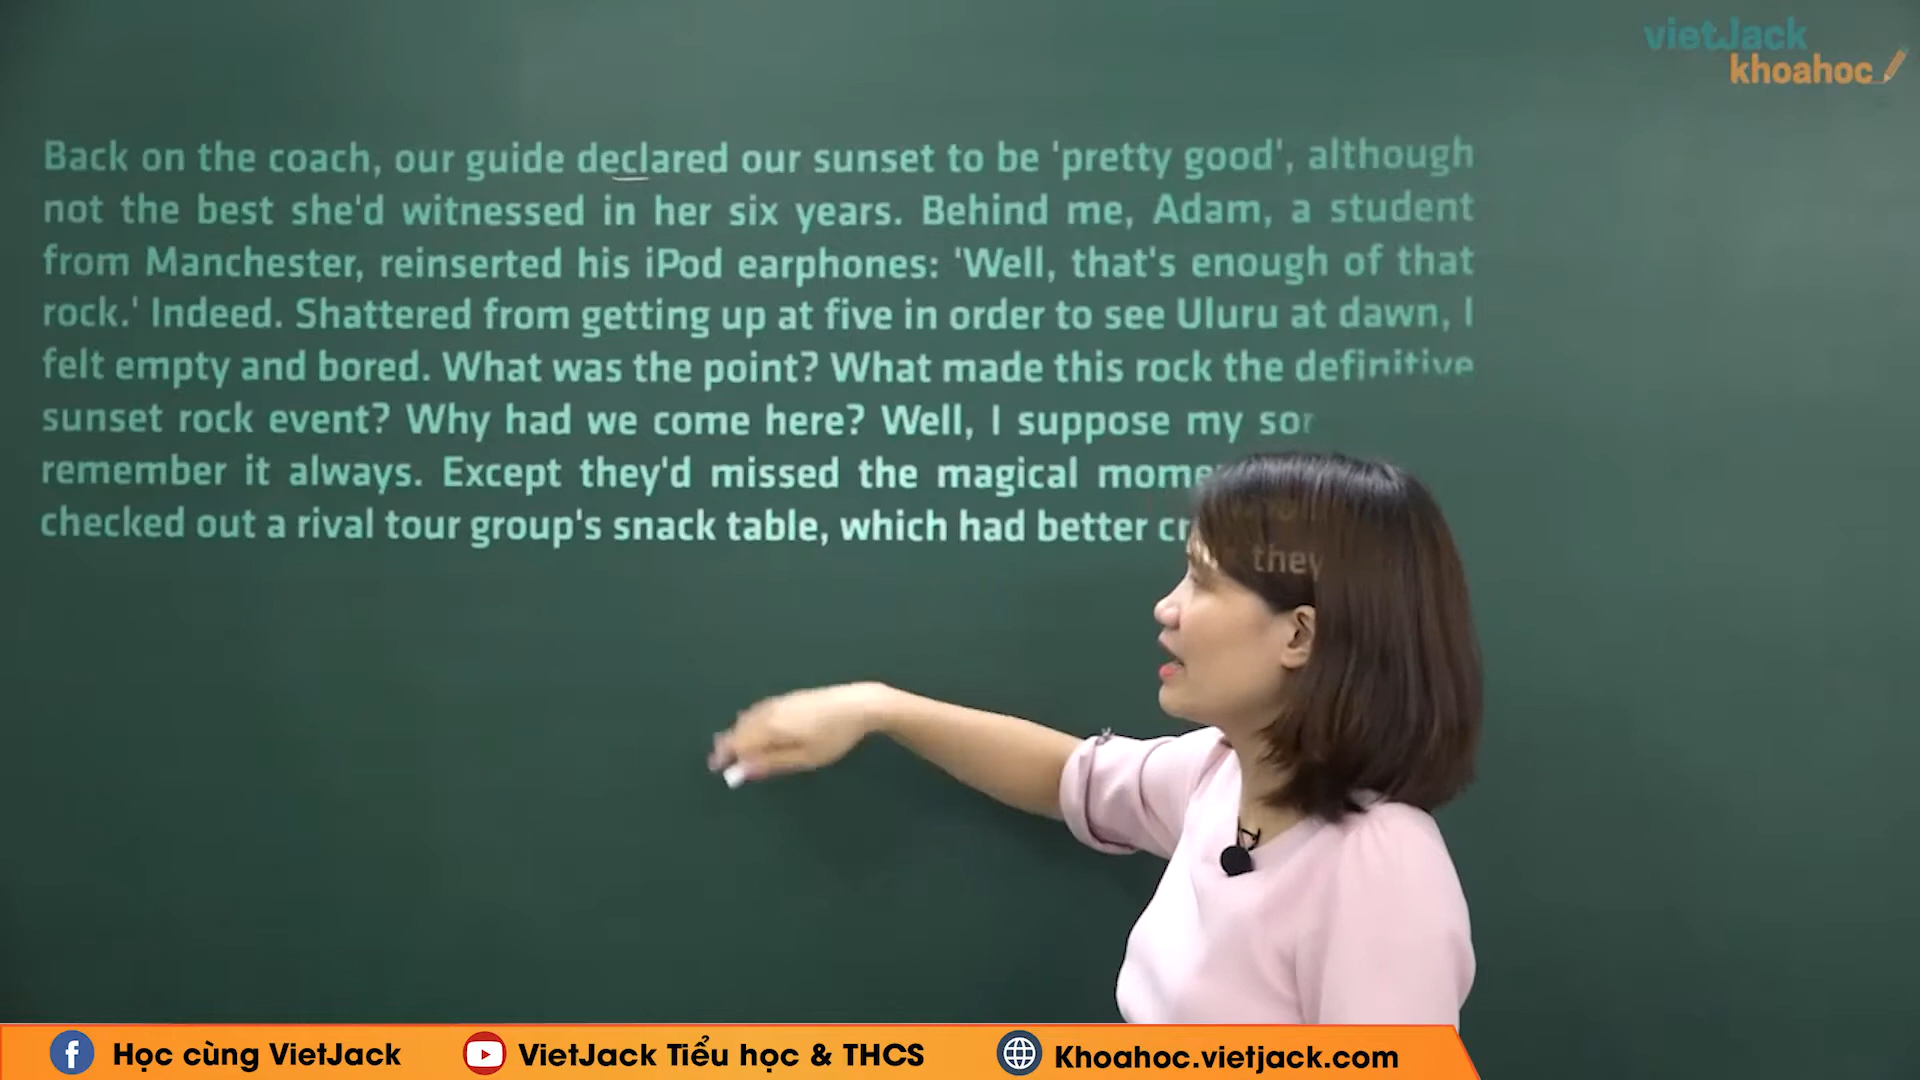 vietJack
khoahoc
Back on the coach, our guide declared our sunset to be 'pretty good', although
not the best she'd witnessed in her six years. Behind me, Adam, a student
from Manchester, reinserted his iPod earphones: 'Well, that's enough of that
rock.' Indeed. Shattered from getting up at five in order to see Uluru at dawn, I
felt empty and bored. What was the point? What made this rock the definitive
sunset rock event? Why had we come here? Well, I suppose my
remember it always. Except they'd missed the magical
checked out a rival tour group's snack table, which had better
they
Học cùng VietJack
VietJack Tiểu học & THCS
Khoahoc.vietjack.com